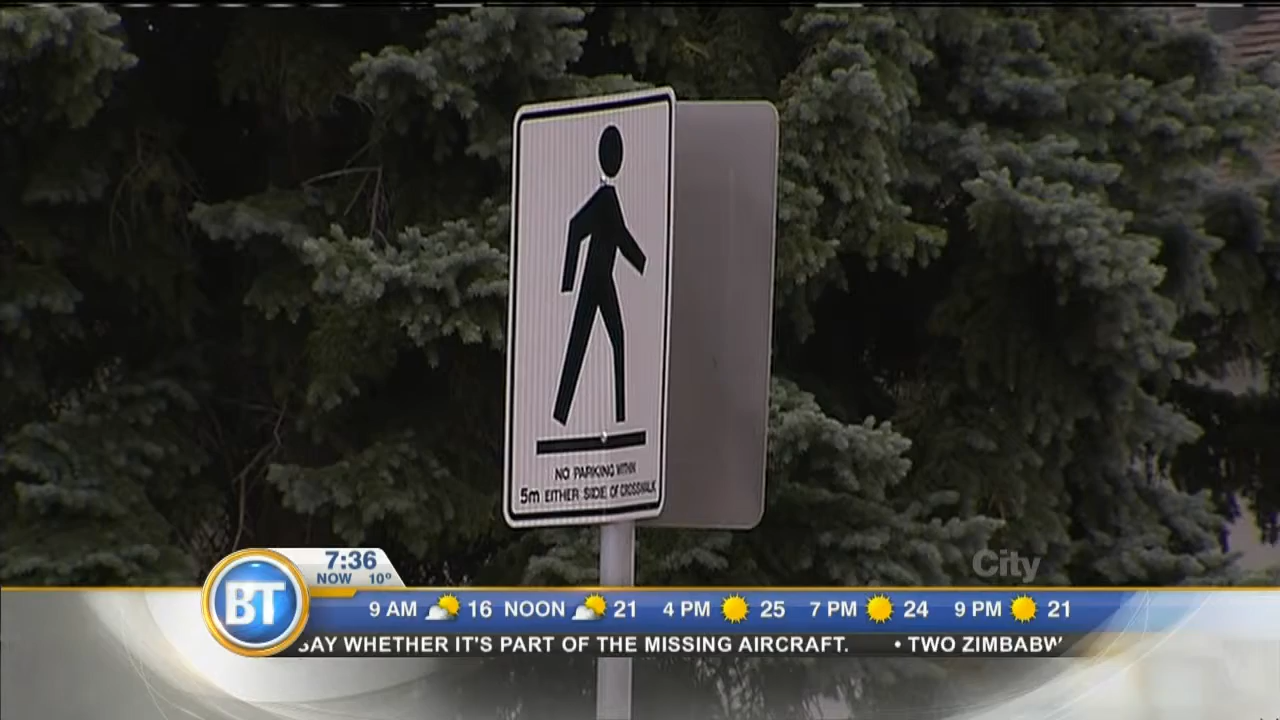 NO PARKING WITHIN
5m EITHER SIDE OF CROSSWALK
City
7:36
NOW 10°
BT
9 AM 16 NOON 21 4 PM 25 7 PM 24 9 PM 21
SAY WHETHER IT'S PART OF THE MISSING AIRCRAFT. • TWO ZIMBABW